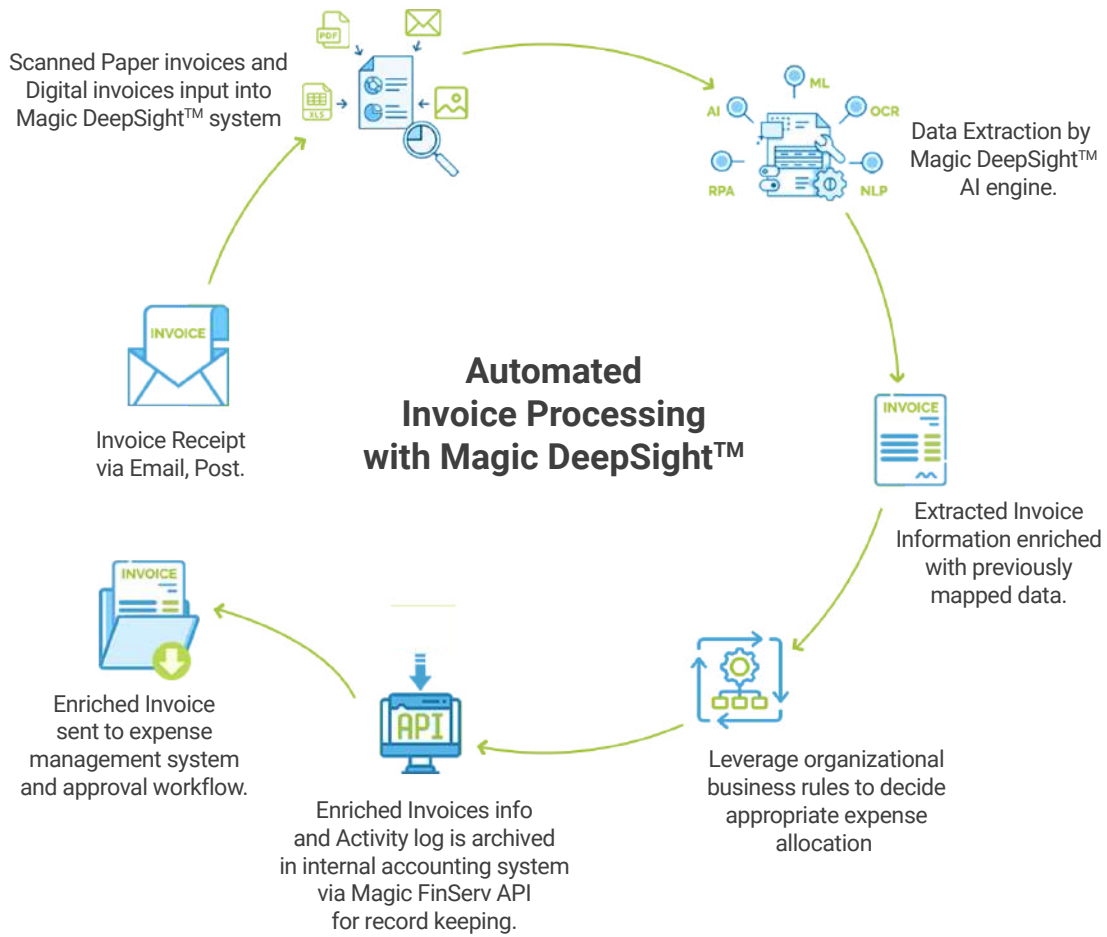 PDF
XLS
Scanned Paper invoices and
Digital invoices input into
Magic DeepSight™ system
ML
AI
OCR
RPA
NLP
Data Extraction by
Magic DeepSight™
AI engine.
INVOICE
Invoice Receipt
via Email, Post.
Automated
Invoice Processing
with Magic DeepSight™
INVOICE
Extracted Invoice
Information enriched
with previously
mapped data.
Leverage organizational
business rules to decide
appropriate expense
allocation
API
Enriched Invoices info
and Activity log is archived
in internal accounting system
via Magic FinServ API
for record keeping.
INVOICE
Enriched Invoice
sent to expense
management system
and approval workflow.